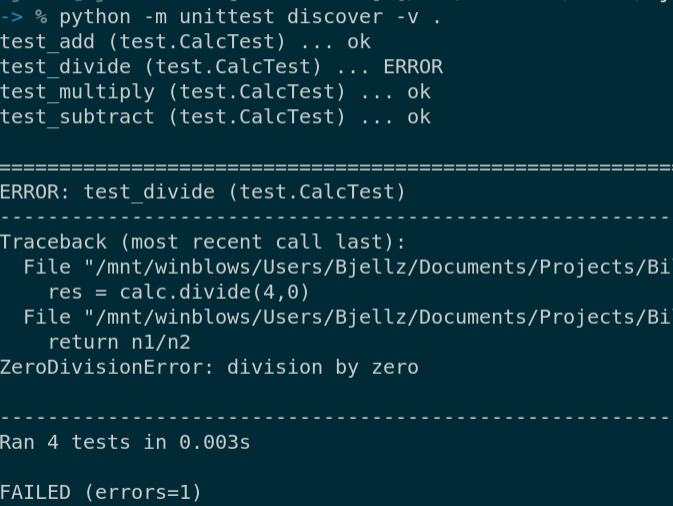 -> % python -m unittest discover -v .
test_add (test.CalcTest) ... ok
test_divide (test.CalcTest) ... ERROR
test_multiply (test.CalcTest) ... ok
test_subtract (test.CalcTest) ... ok
========================================================
ERROR: test_divide (test.CalcTest)
--------------------------------------------------------
Traceback (most recent call last):
  File "/mnt/winblows/Users/Bjellz/Documents/Projects/Bi
    res = calc.divide(4,0)
  File "/mnt/winblows/Users/Bjellz/Documents/Projects/Bi
    return n1/n2
ZeroDivisionError: division by zero
--------------------------------------------------------
Ran 4 tests in 0.003s
FAILED (errors=1)